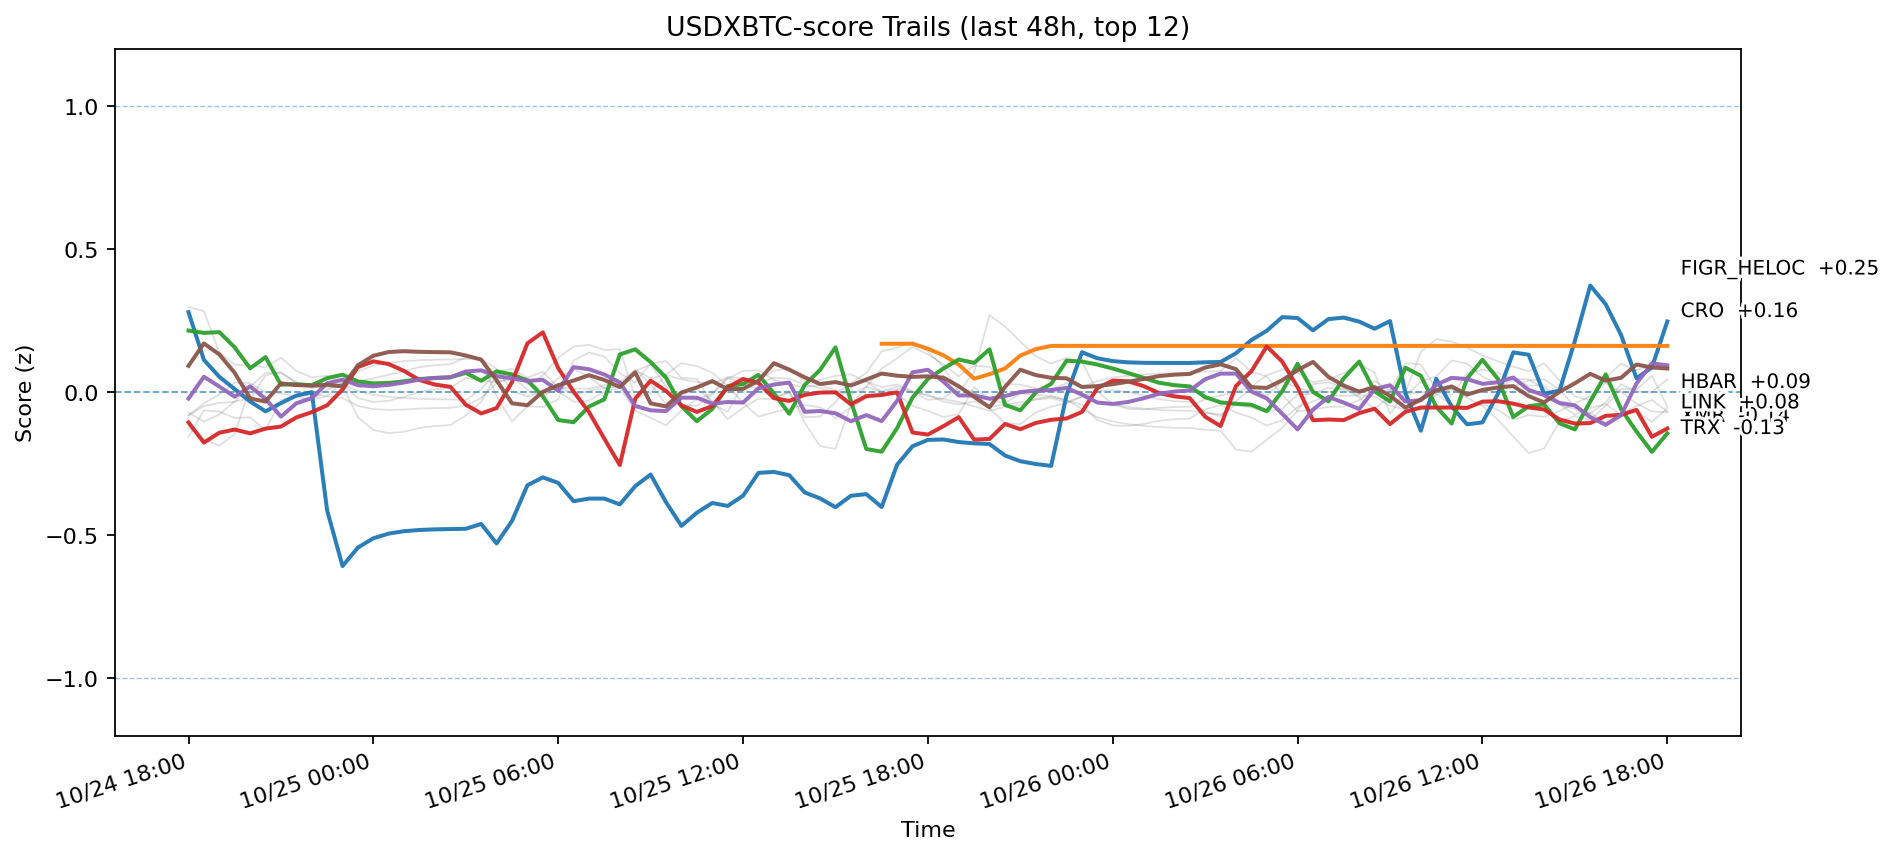 USDXBTC-score Trails (last 48h, top 12)
Score (z)
1.0
0.5
0.0
−0.5
−1.0
FIGR_HELOC +0.25
CRO +0.16
HBAR +0.09
LINK +0.08
TRX -0.13
10/24 18:00
10/25 00:00
10/25 06:00
10/25 12:00
10/25 18:00
10/26 00:00
10/26 06:00
10/26 12:00
10/26 18:00
Time